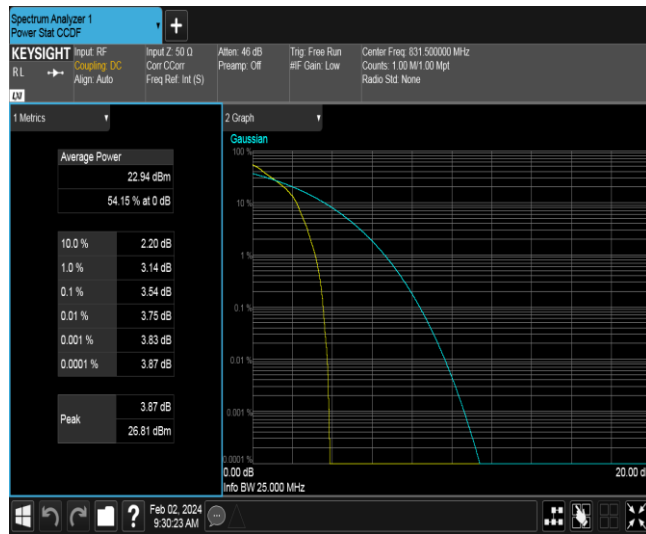 Spectrum Analyzer 1
Power Stat CCDF
+
KEYSIGHT
RL
LXI
Input: RF
Coupling: DC
Align: Auto
Input Z: 50 Ω
Corr CCorr
Freq Ref: Int (S)
Atten: 46 dB
Preamp: Off
Trig: Free Run
#IF Gain: Low
Center Freq: 831.500000 MHz
Counts: 1.00 M/1.00 Mpt
Radio Std: None
1 Metrics
Average Power
22.94 dBm
54.15 % at 0 dB
10.0 % 2.20 dB
1.0 % 3.14 dB
0.1 % 3.54 dB
0.01 % 3.75 dB
0.001 % 3.83 dB
0.0001 % 3.87 dB
Peak
3.87 dB
26.81 dBm
2 Graph
Gaussian
100 %
10 %
1 %
0.1 %
0.01 %
0.001 %
0.0001 %
0.00 dB
20.00 d
Info BW 25.000 MHz
?
Feb 02, 2024
9:30:23 AM